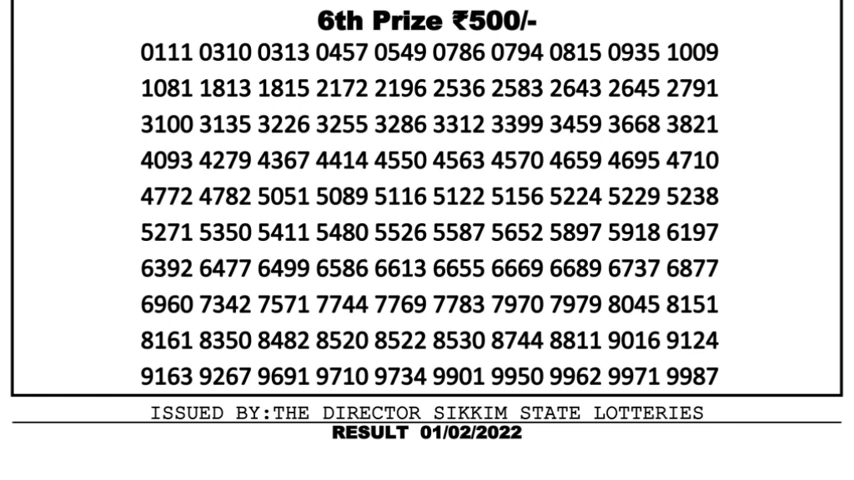 6th Prize ₹500/-
0111 0310 0313 0457 0549 0786 0794 0815 0935 1009
1081 1813 1815 2172 2196 2536 2583 2643 2645 2791
3100 3135 3226 3255 3286 3312 3399 3459 3668 3821
4093 4279 4367 4414 4550 4563 4570 4659 4695 4710
4772 4782 5051 5089 5116 5122 5156 5224 5229 5238
5271 5350 5411 5480 5526 5587 5652 5897 5918 6197
6392 6477 6499 6586 6613 6655 6669 6689 6737 6877
6960 7342 7571 7744 7769 7783 7970 7979 8045 8151
8161 8350 8482 8520 8522 8530 8744 8811 9016 9124
9163 9267 9691 9710 9734 9901 9950 9962 9971 9987
ISSUED BY:THE DIRECTOR SIKKIM STATE LOTTERIES
RESULT 01/02/2022